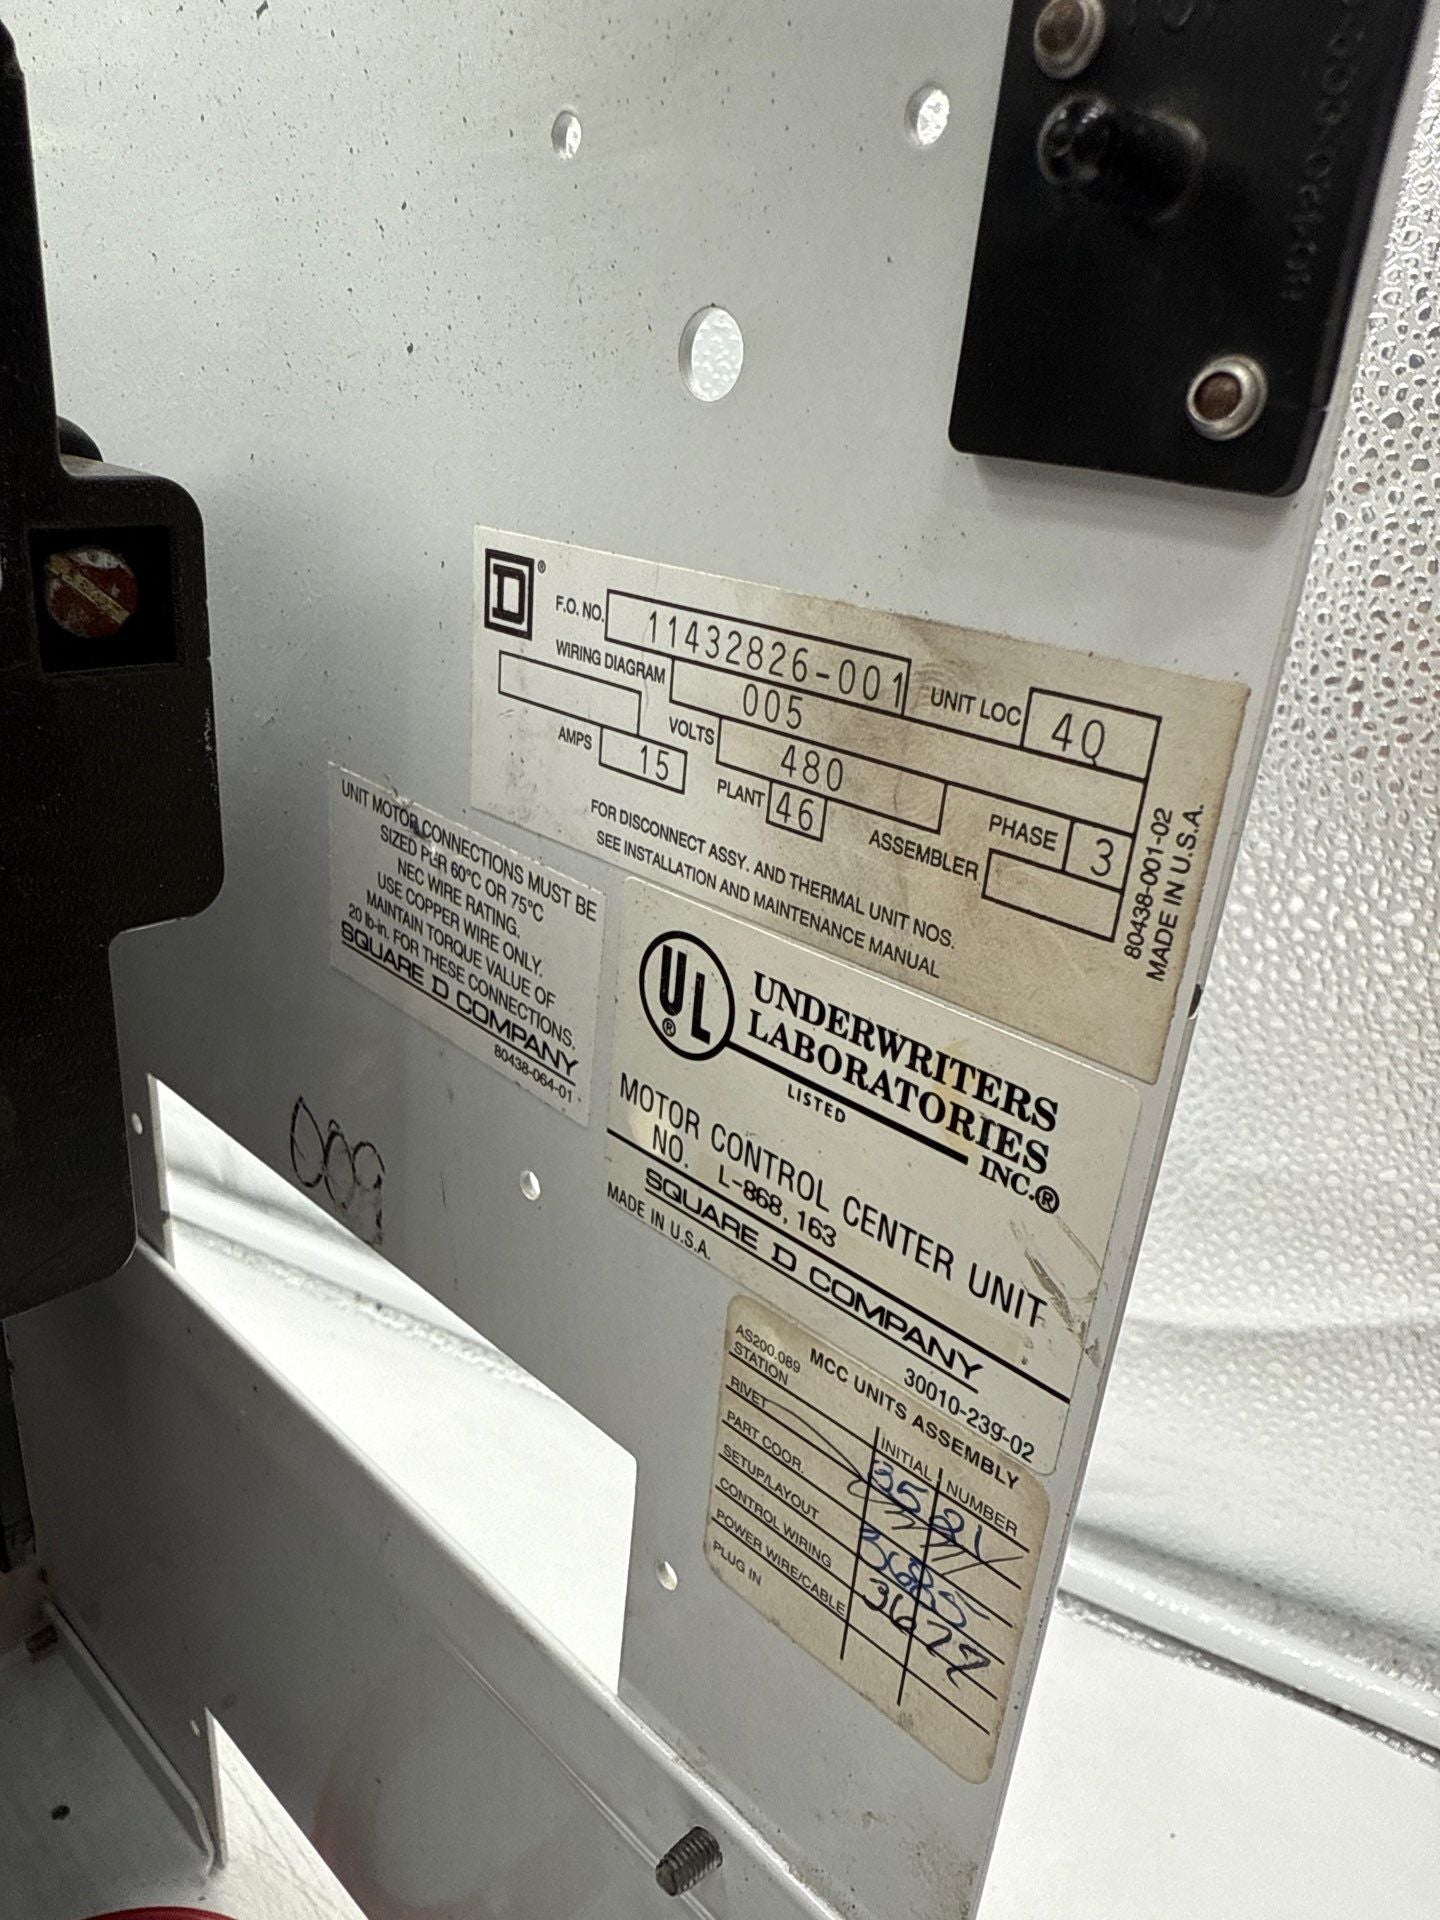 80420-800
D®
F.O. NO. 11432826-001 UNIT LOC 4Q
WIRING DIAGRAM 005
VOLTS 480 PHASE 3
AMPS 15 PLANT 46 ASSEMBLER
FOR DISCONNECT ASSY. AND THERMAL UNIT NOS.
SEE INSTALLATION AND MAINTENANCE MANUAL
80438-001-02
MADE IN U.S.A.
UNIT MOTOR CONNECTIONS MUST BE
SIZED PER 60°C OR 75°C
NEC WIRE RATING.
USE COPPER WIRE ONLY.
MAINTAIN TORQUE VALUE OF
20 lb-in. FOR THESE CONNECTIONS,
SQUARE D COMPANY
80438-064-01
UL®
UNDERWRITERS
LABORATORIES
INC.®
LISTED
MOTOR CONTROL CENTER UNIT
NO. L-868,163
SQUARE D COMPANY
MADE IN U.S.A.
30010-239-02
AS200.089 MCC UNITS ASSEMBLY
STATION INITIAL NUMBER
RIVET 3521
PART COOR.
SETUP/LAYOUT
CONTROL WIRING 3685
POWER WIRE/CABLE 3677
PLUG IN